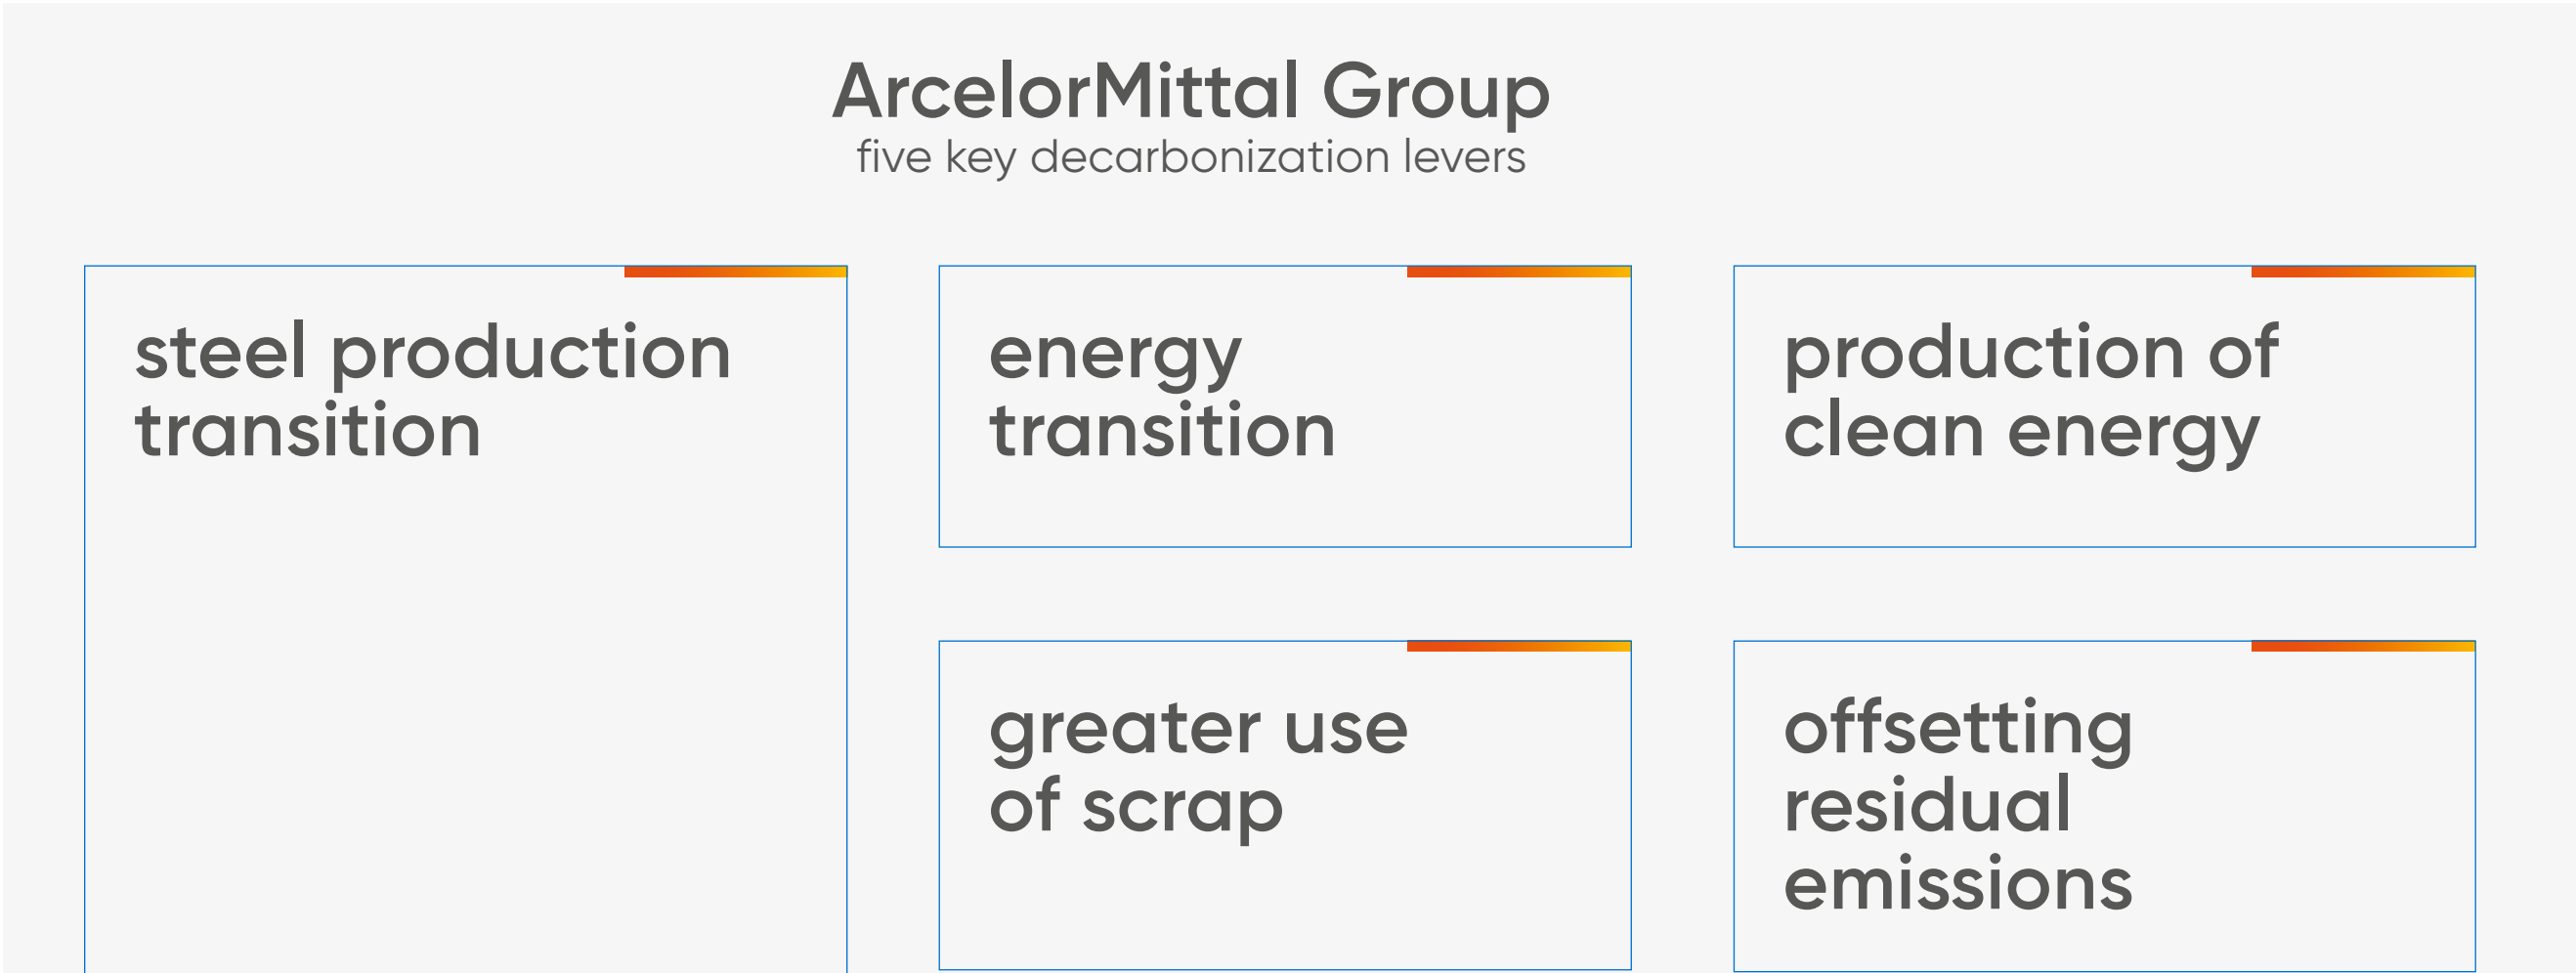 ArcelorMittal Group
five key decarbonization levers
steel production
transition
energy
transition
production of
clean energy
greater use
of scrap
offsetting
residual
emissions